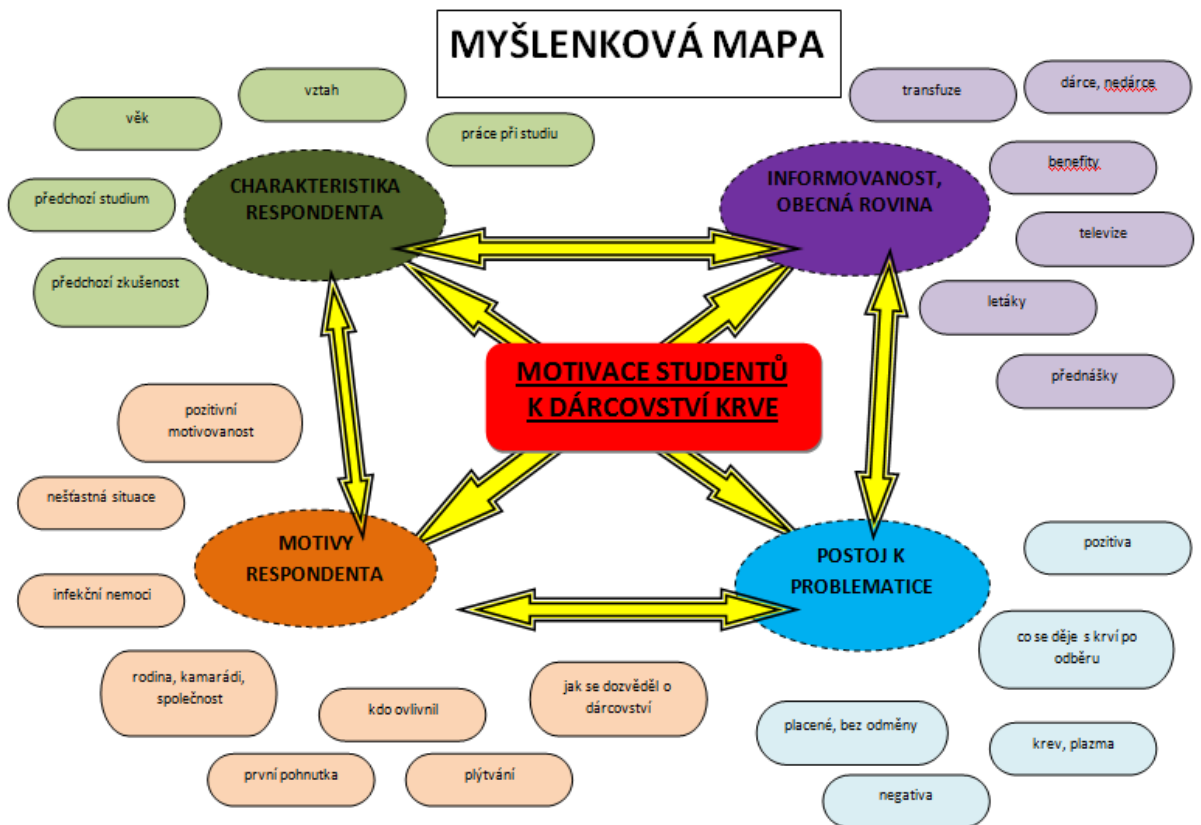 MYŠLENKOVÁ MAPA
vztah
věk
práce při studiu
předchozí studium
předchozí zkušenost
CHARAKTERISTIKA
RESPONDENTA
transfuze
dárce, nedárce
benefity
televize
letáky
přednášky
INFORMOVANOST,
OBECNÁ ROVINA
MOTIVACE STUDENTŮ
K DÁRCOVSTVÍ KRVE
pozitivní
motivovanost
nešťastná situace
infekční nemoci
MOTIVY
RESPONDENTA
rodina, kamarádi,
společnost
kdo ovlivnil
jak se dozvěděl o
dárcovství
první pohnutka
plýtvání
POSTOJ K
PROBLEMATICE
pozitiva
co se děje s krví po
odběru
placené, bez odměny
krev, plazma
negativa